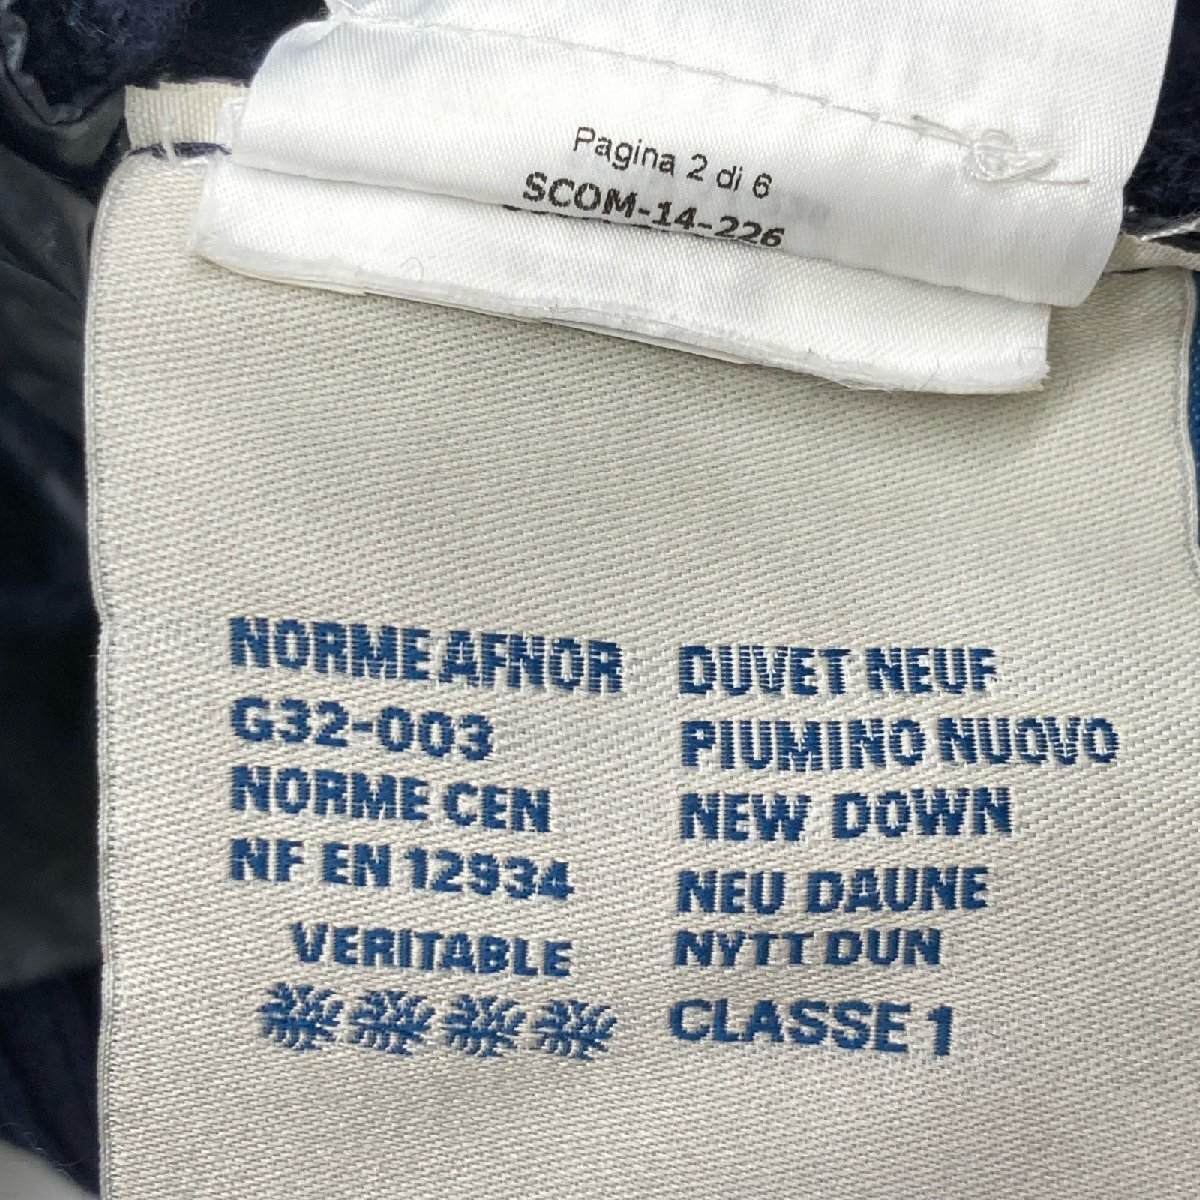 Pagina 2 di 6
SCOM-14-226
NORME AFNOR
G32-003
NORME CEN
NF EN 12934
VERITABLE
DUVET NEUF
PIUMINO NUOVO
NEW DOWN
NEU DAUNE
NYTT DUN
CLASSE 1